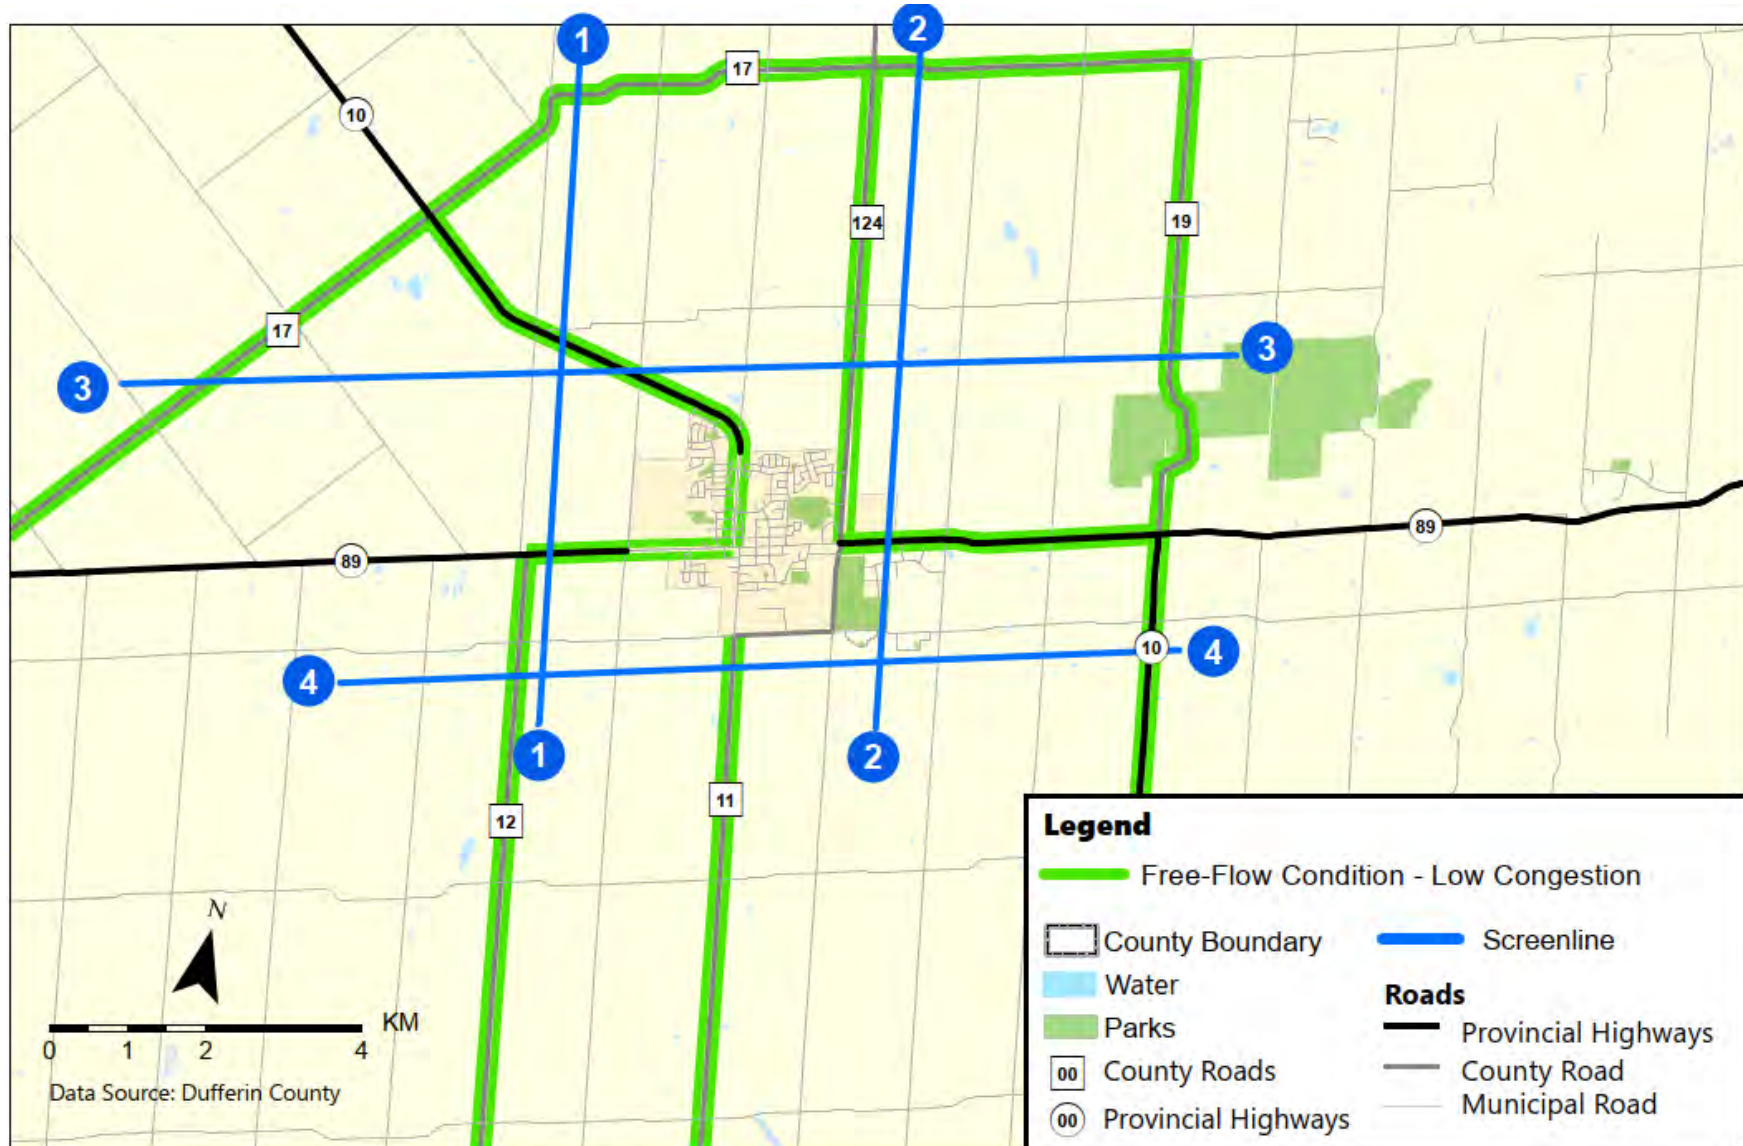 1
2
17
10
124
19
17
3
3
89
89
10
4
4
1
2
12
11
N
KM
0 1 2 4
Data Source: Dufferin County
Legend
Free-Flow Condition - Low Congestion
County Boundary
Screenline
Water
Roads
Parks
Provincial Highways
00 County Roads
County Road
Municipal Road
00 Provincial Highways